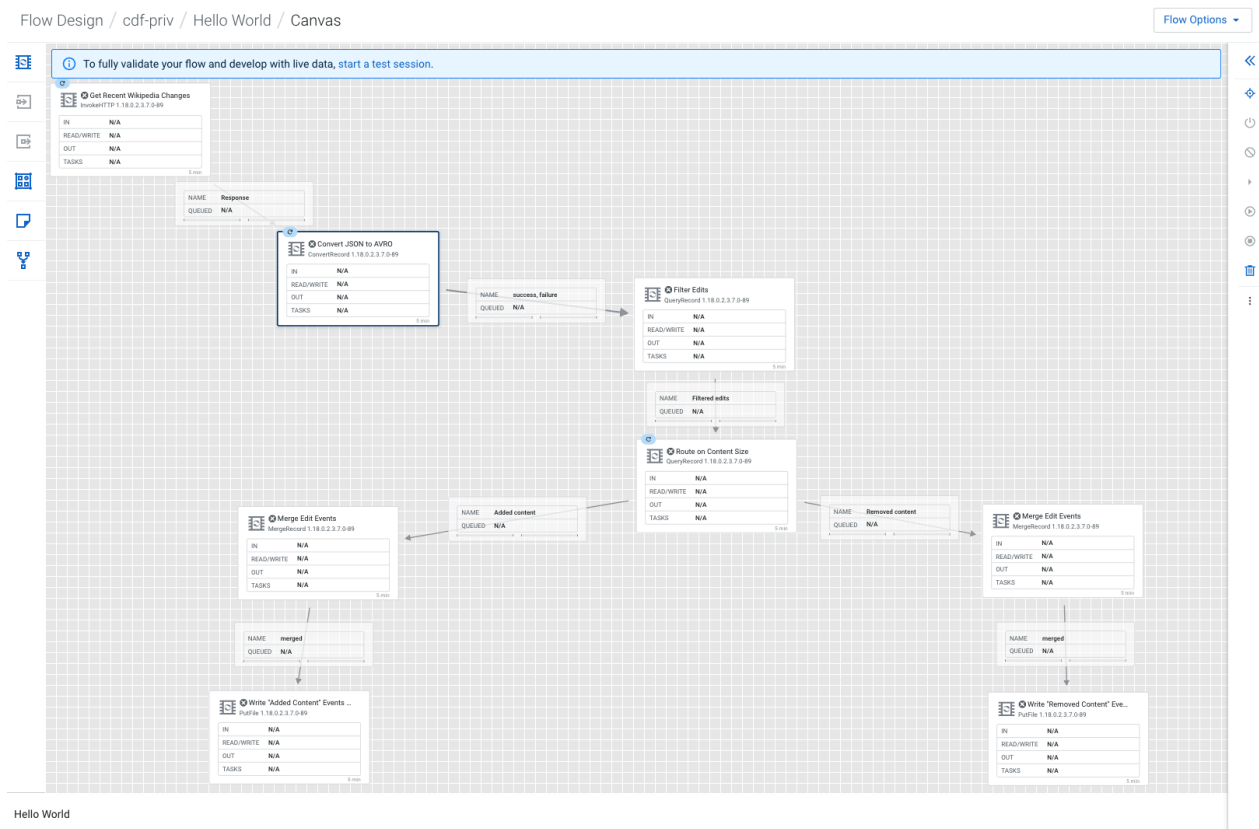 Flow Design / cdf-priv / Hello World / Canvas
Flow Options
To fully validate your flow and develop with live data, start a test session.
Get Recent Wikipedia Changes
InvokeHTTP 1.18.0.2.3.7.0-89
IN N/A
READ/WRITE N/A
OUT N/A
TASKS N/A
5 min
NAME Response
QUEUED N/A
Convert JSON to AVRO
ConvertRecord 1.18.0.2.3.7.0-89
IN N/A
READ/WRITE N/A
OUT N/A
TASKS N/A
5 min
NAME success, failure
QUEUED N/A
Filter Edits
QueryRecord 1.18.0.2.3.7.0-89
IN N/A
READ/WRITE N/A
OUT N/A
TASKS N/A
5 min
NAME Filtered edits
QUEUED N/A
Route on Content Size
QueryRecord 1.18.0.2.3.7.0-89
IN N/A
READ/WRITE N/A
OUT N/A
TASKS N/A
5 min
NAME Added content
QUEUED N/A
NAME Removed content
QUEUED N/A
Merge Edit Events
MergeRecord 1.18.0.2.3.7.0-89
IN N/A
READ/WRITE N/A
OUT N/A
TASKS N/A
5 min
Merge Edit Events
MergeRecord 1.18.0.2.3.7.0-89
IN N/A
READ/WRITE N/A
OUT N/A
TASKS N/A
5 min
NAME merged
QUEUED N/A
NAME merged
QUEUED N/A
Write "Added Content" Events ...
PutFile 1.18.0.2.3.7.0-89
IN N/A
READ/WRITE N/A
OUT N/A
TASKS N/A
5 min
Write "Removed Content" Eve...
PutFile 1.18.0.2.3.7.0-89
IN N/A
READ/WRITE N/A
OUT N/A
TASKS N/A
5 min
Hello World